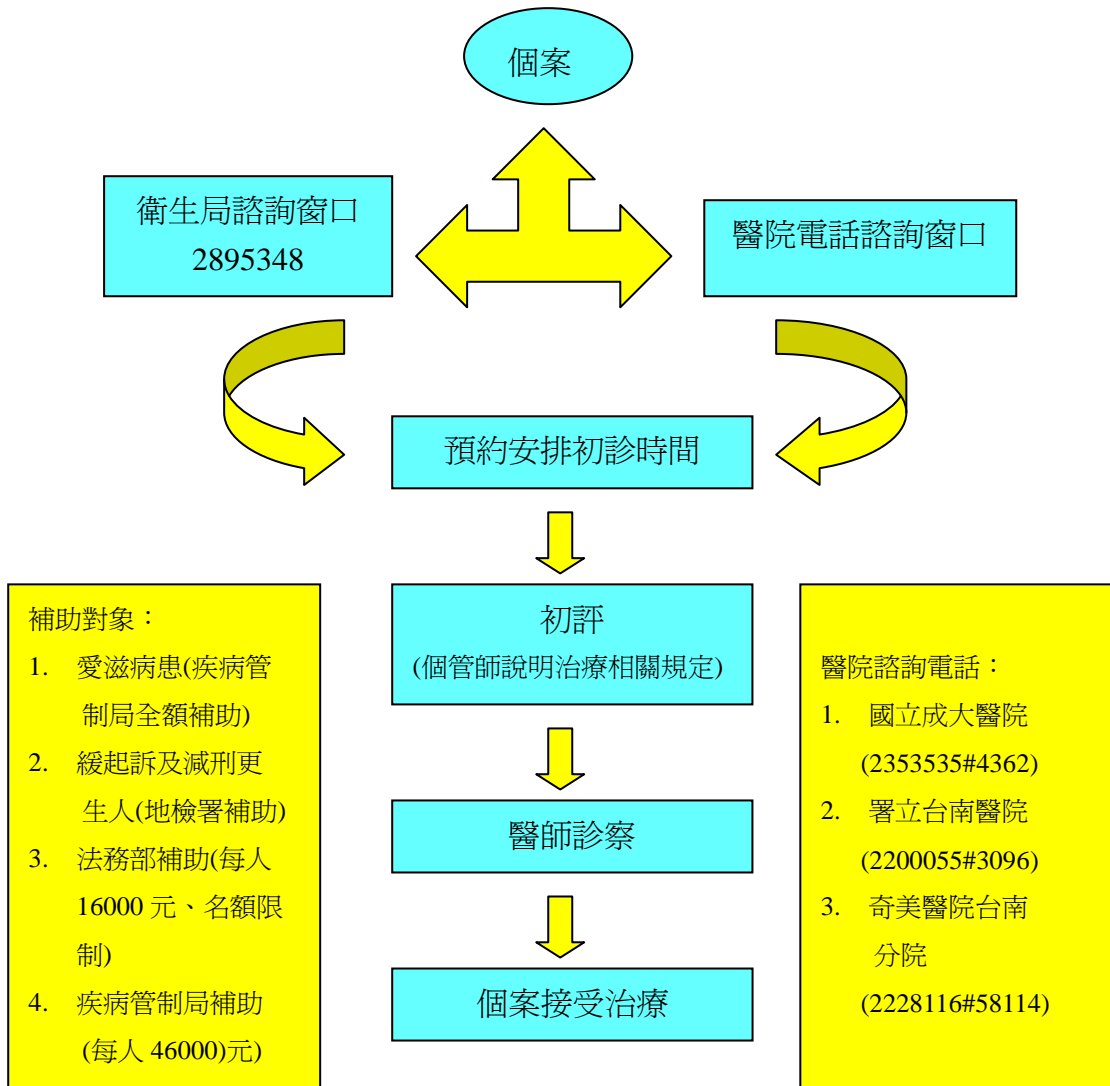 個案
衛生局諮詢窗口
2895348
醫院電話諮詢窗口
預約安排初診時間
初評
(個管師說明治療相關規定)
醫師診察
個案接受治療
補助對象：
1. 愛滋病患(疾病管
制局全額補助)
2. 緩起訴及減刑更
生人(地檢署補助)
3. 法務部補助(每人
16000 元、名額限
制)
4. 疾病管制局補助
(每人 46000)元)
醫院諮詢電話：
1. 國立成大醫院
(2353535#4362)
2. 署立台南醫院
(2200055#3096)
3. 奇美醫院台南
分院
(2228116#58114)